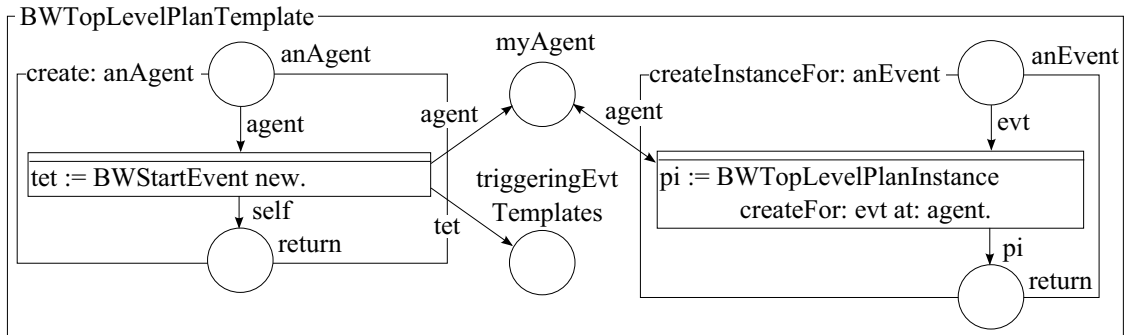 BWTopLevelPlanTemplate
create: anAgent
anAgent
agent
tet := BWStartEvent new.
self
return
myAgent
agent
agent
triggeringEvt
Templates
tet
createInstanceFor: anEvent
anEvent
evt
pi := BWTopLevelPlanInstance
createFor: evt at: agent.
pi
return